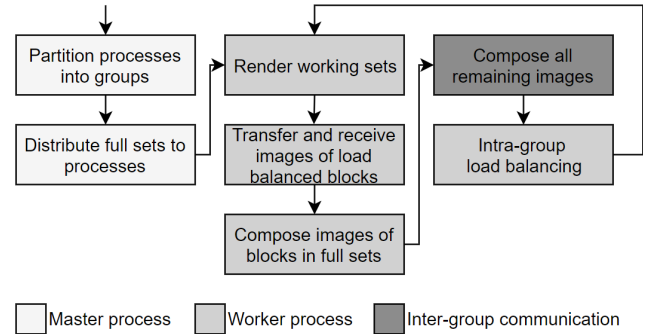 Partition processes
into groups
Distribute full sets to
processes
Render working sets
Transfer and receive
images of load
balanced blocks
Compose images of
blocks in full sets
Compose all
remaining images
Intra-group
load balancing
Master process
Worker process
Inter-group communication